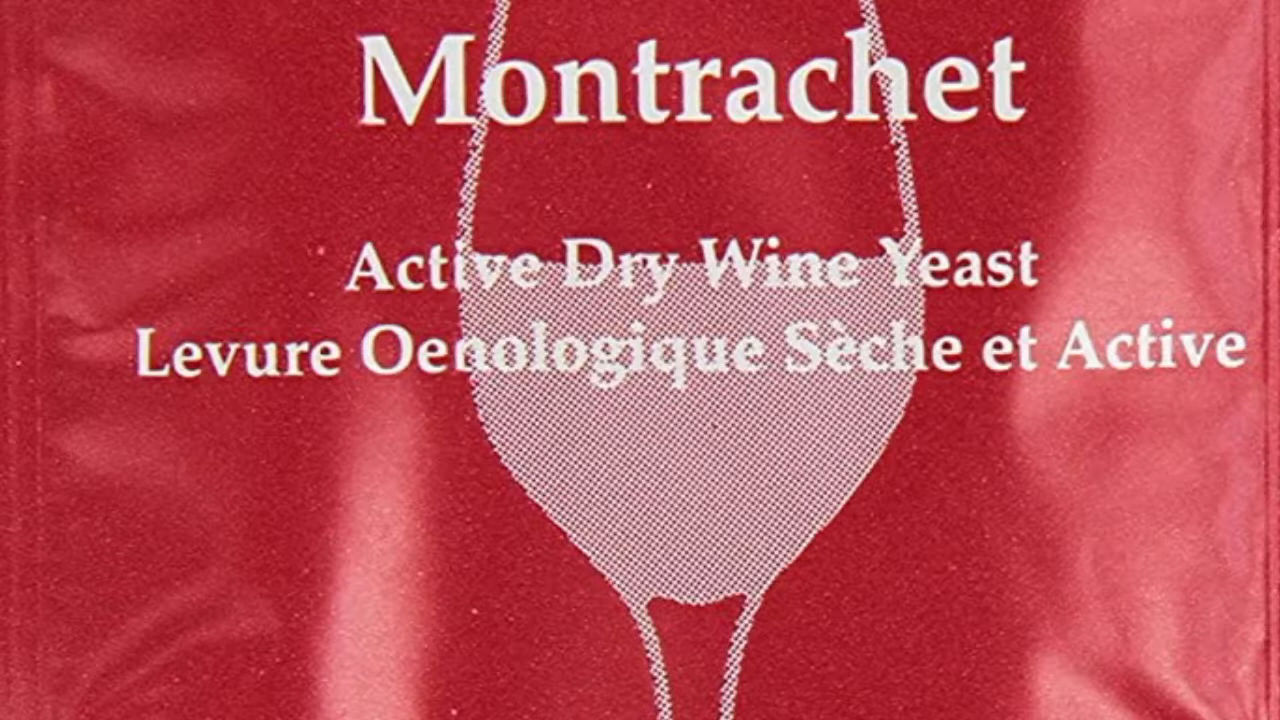 Montrachet
Active Dry Wine Yeast
Levure Oenologique Sèche et Active